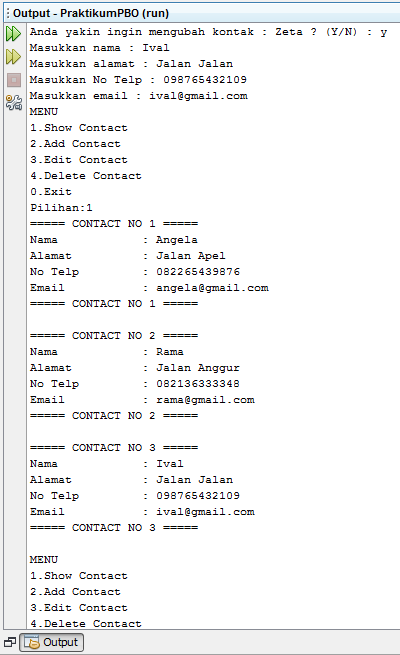 Output - PraktikumPBO (run)
Anda yakin ingin mengubah kontak : Zeta ? (Y/N) : y
Masukkan nama : Ival
Masukkan alamat : Jalan Jalan
Masukkan No Telp : 098765432109
Masukkan email : ival@gmail.com
MENU
1.Show Contact
2.Add Contact
3.Edit Contact
4.Delete Contact
0.Exit
Pilihan:1
===== CONTACT NO 1 =====
Nama : Angela
Alamat : Jalan Apel
No Telp : 082265439876
Email : angela@gmail.com
===== CONTACT NO 1 =====
===== CONTACT NO 2 =====
Nama : Rama
Alamat : Jalan Anggur
No Telp : 082136333348
Email : rama@gmail.com
===== CONTACT NO 2 =====
===== CONTACT NO 3 =====
Nama : Ival
Alamat : Jalan Jalan
No Telp : 098765432109
Email : ival@gmail.com
===== CONTACT NO 3 =====
MENU
1.Show Contact
2.Add Contact
3.Edit Contact
4.Delete Contact
Output